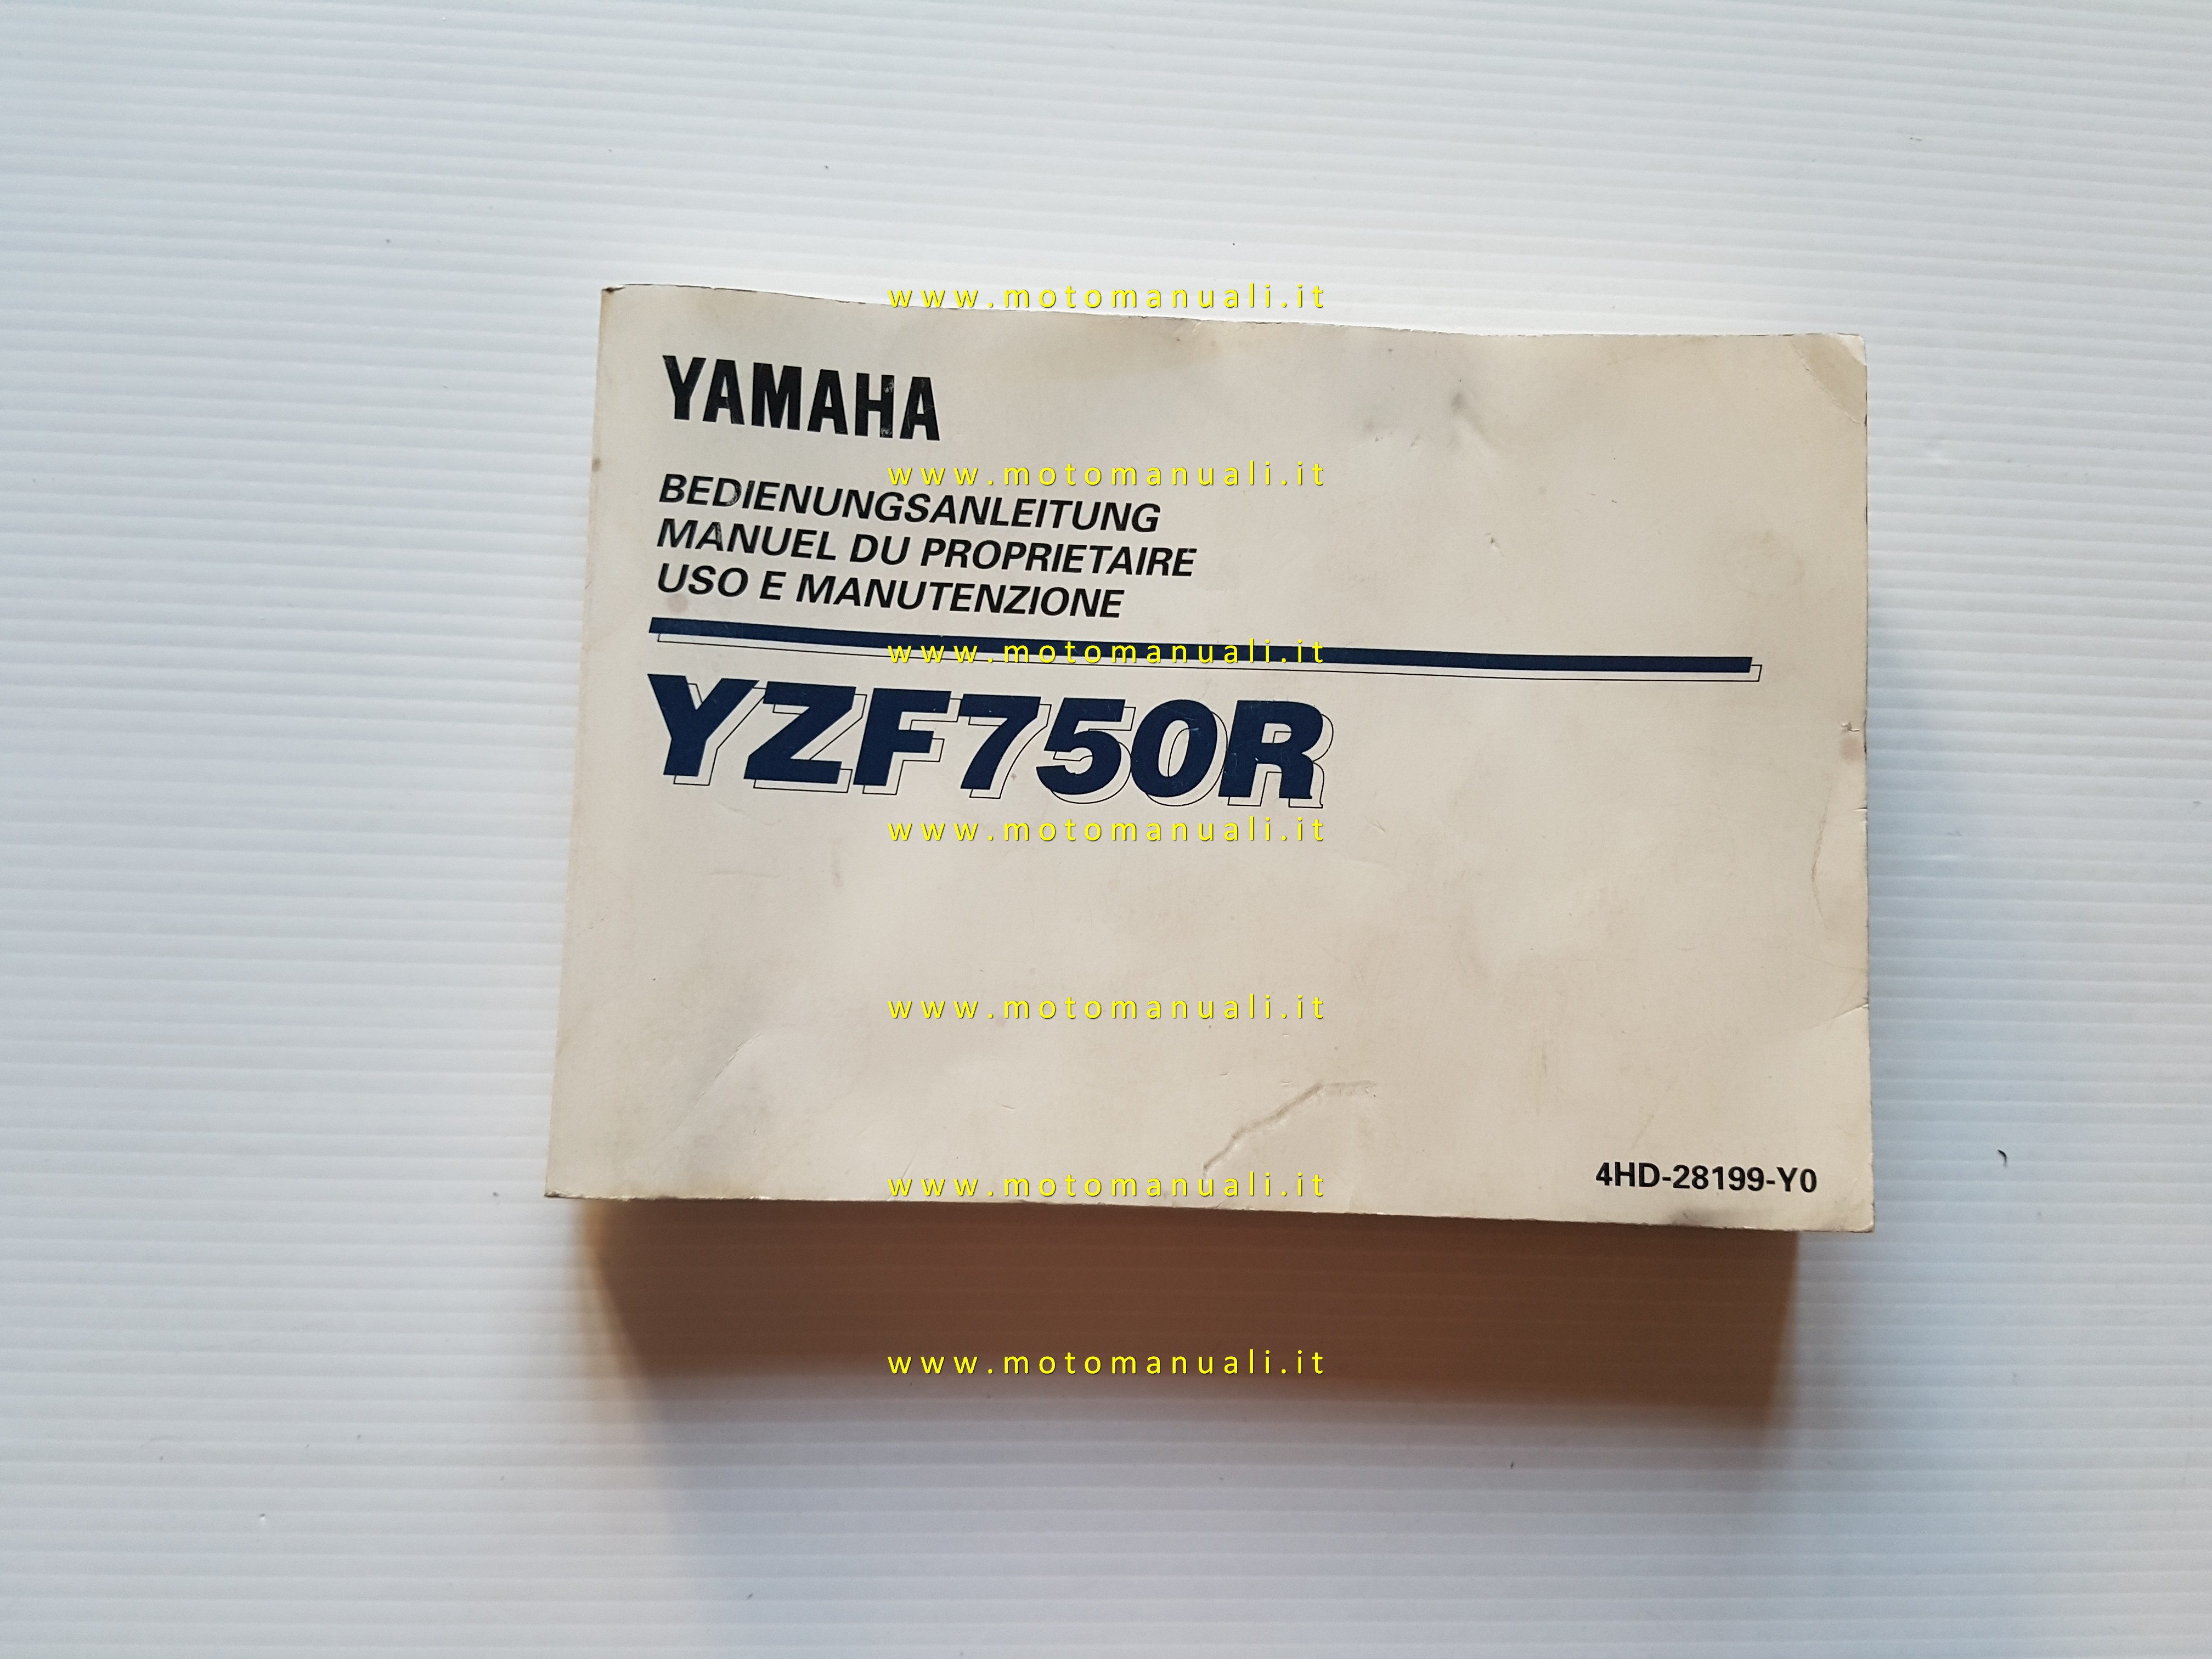 www.motomanuali.it
YAMAHA
www.motomanuali.it
BEDIENUNGSANLEITUNG
MANUEL DU PROPRIETAIRE
USO E MANUTENZIONE
www.motomanuali.it
YZF750R
www.motomanuali.it
www.motomanuali.it
4HD-28199-Y0
www.motomanuali.it
www.motomanuali.it